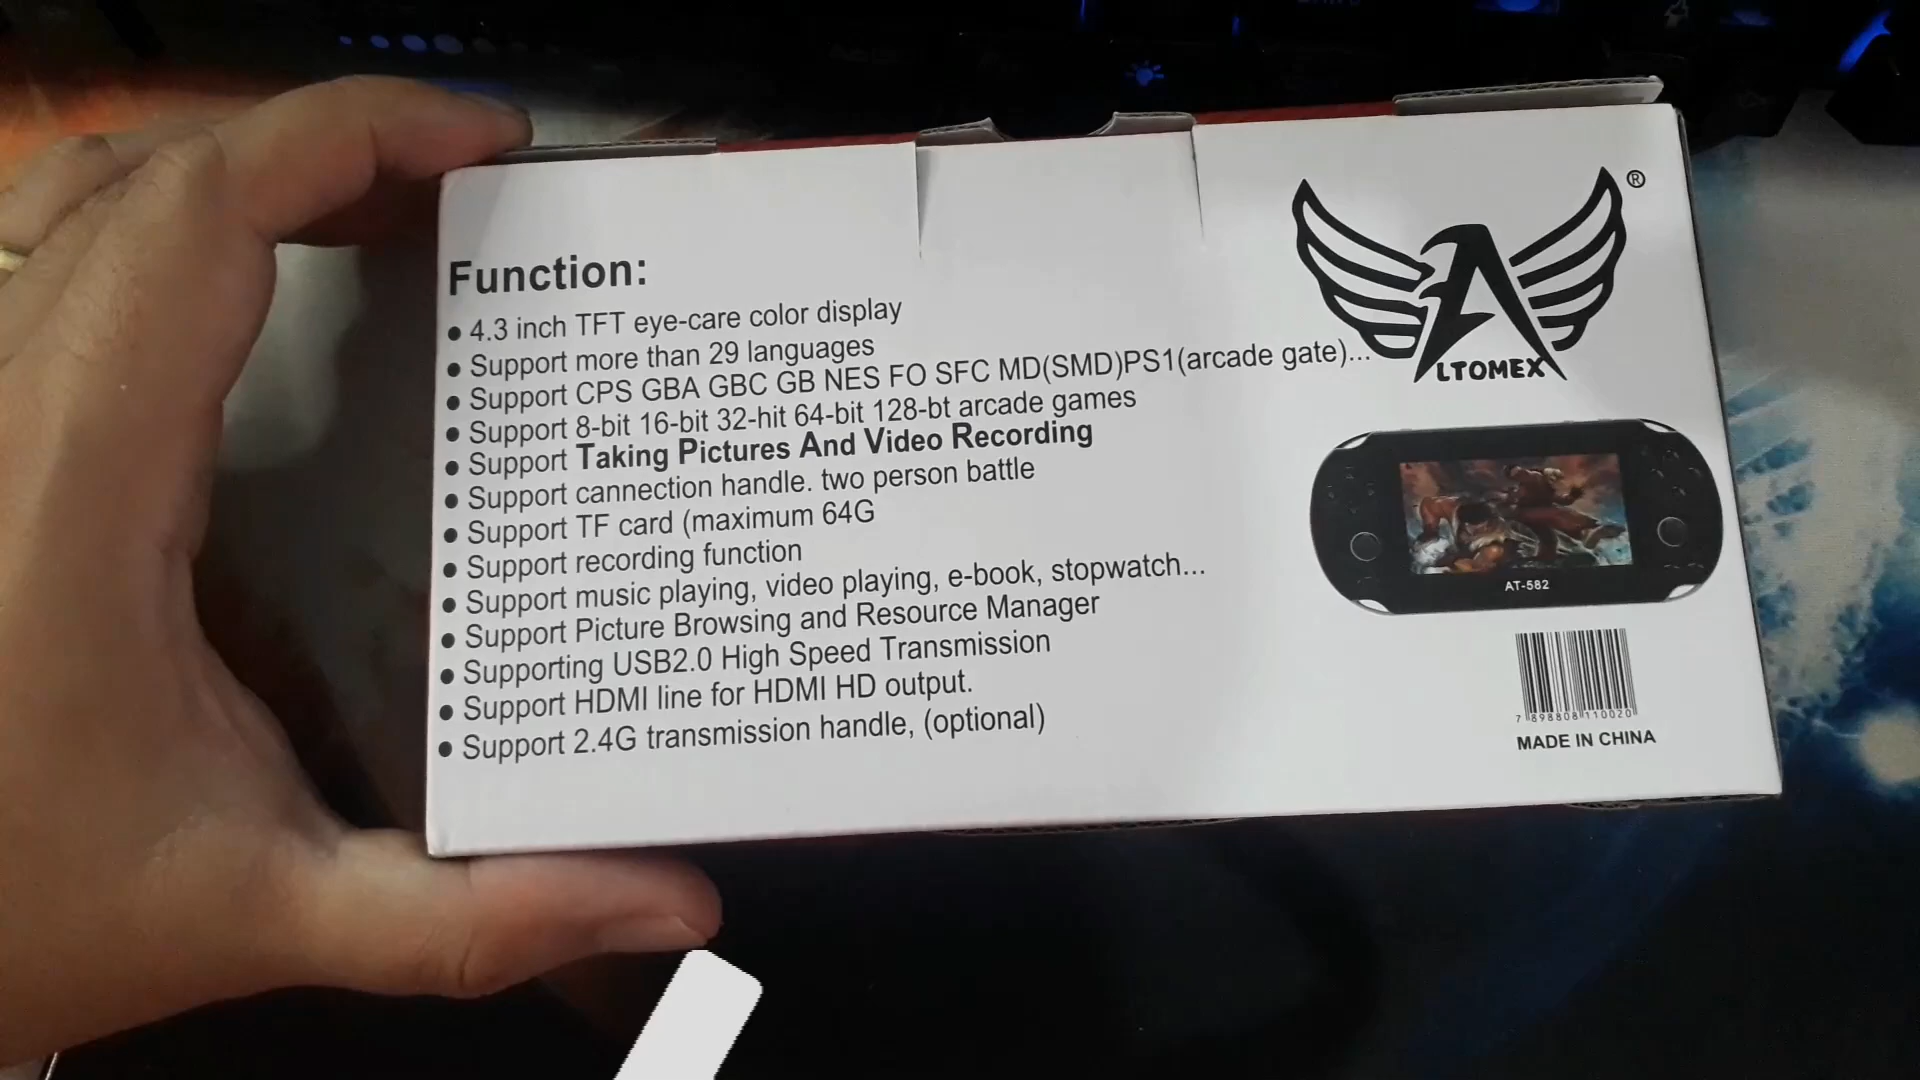 Function:
● 4.3 inch TFT eye-care color display
● Support more than 29 languages
● Support CPS GBA GBC GB NES FO SFC MD(SMD)PS1(arcade gate)...
● Support 8-bit 16-bit 32-hit 64-bit 128-bt arcade games
● Support Taking Pictures And Video Recording
● Support cannection handle. two person battle
● Support TF card (maximum 64G
● Support recording function
● Support music playing, video playing, e-book, stopwatch...
● Support Picture Browsing and Resource Manager
● Supporting USB2.0 High Speed Transmission
● Support HDMI line for HDMI HD output.
● Support 2.4G transmission handle, (optional)
®
ALTOMEX
AT-582
7 898808 110020
MADE IN CHINA